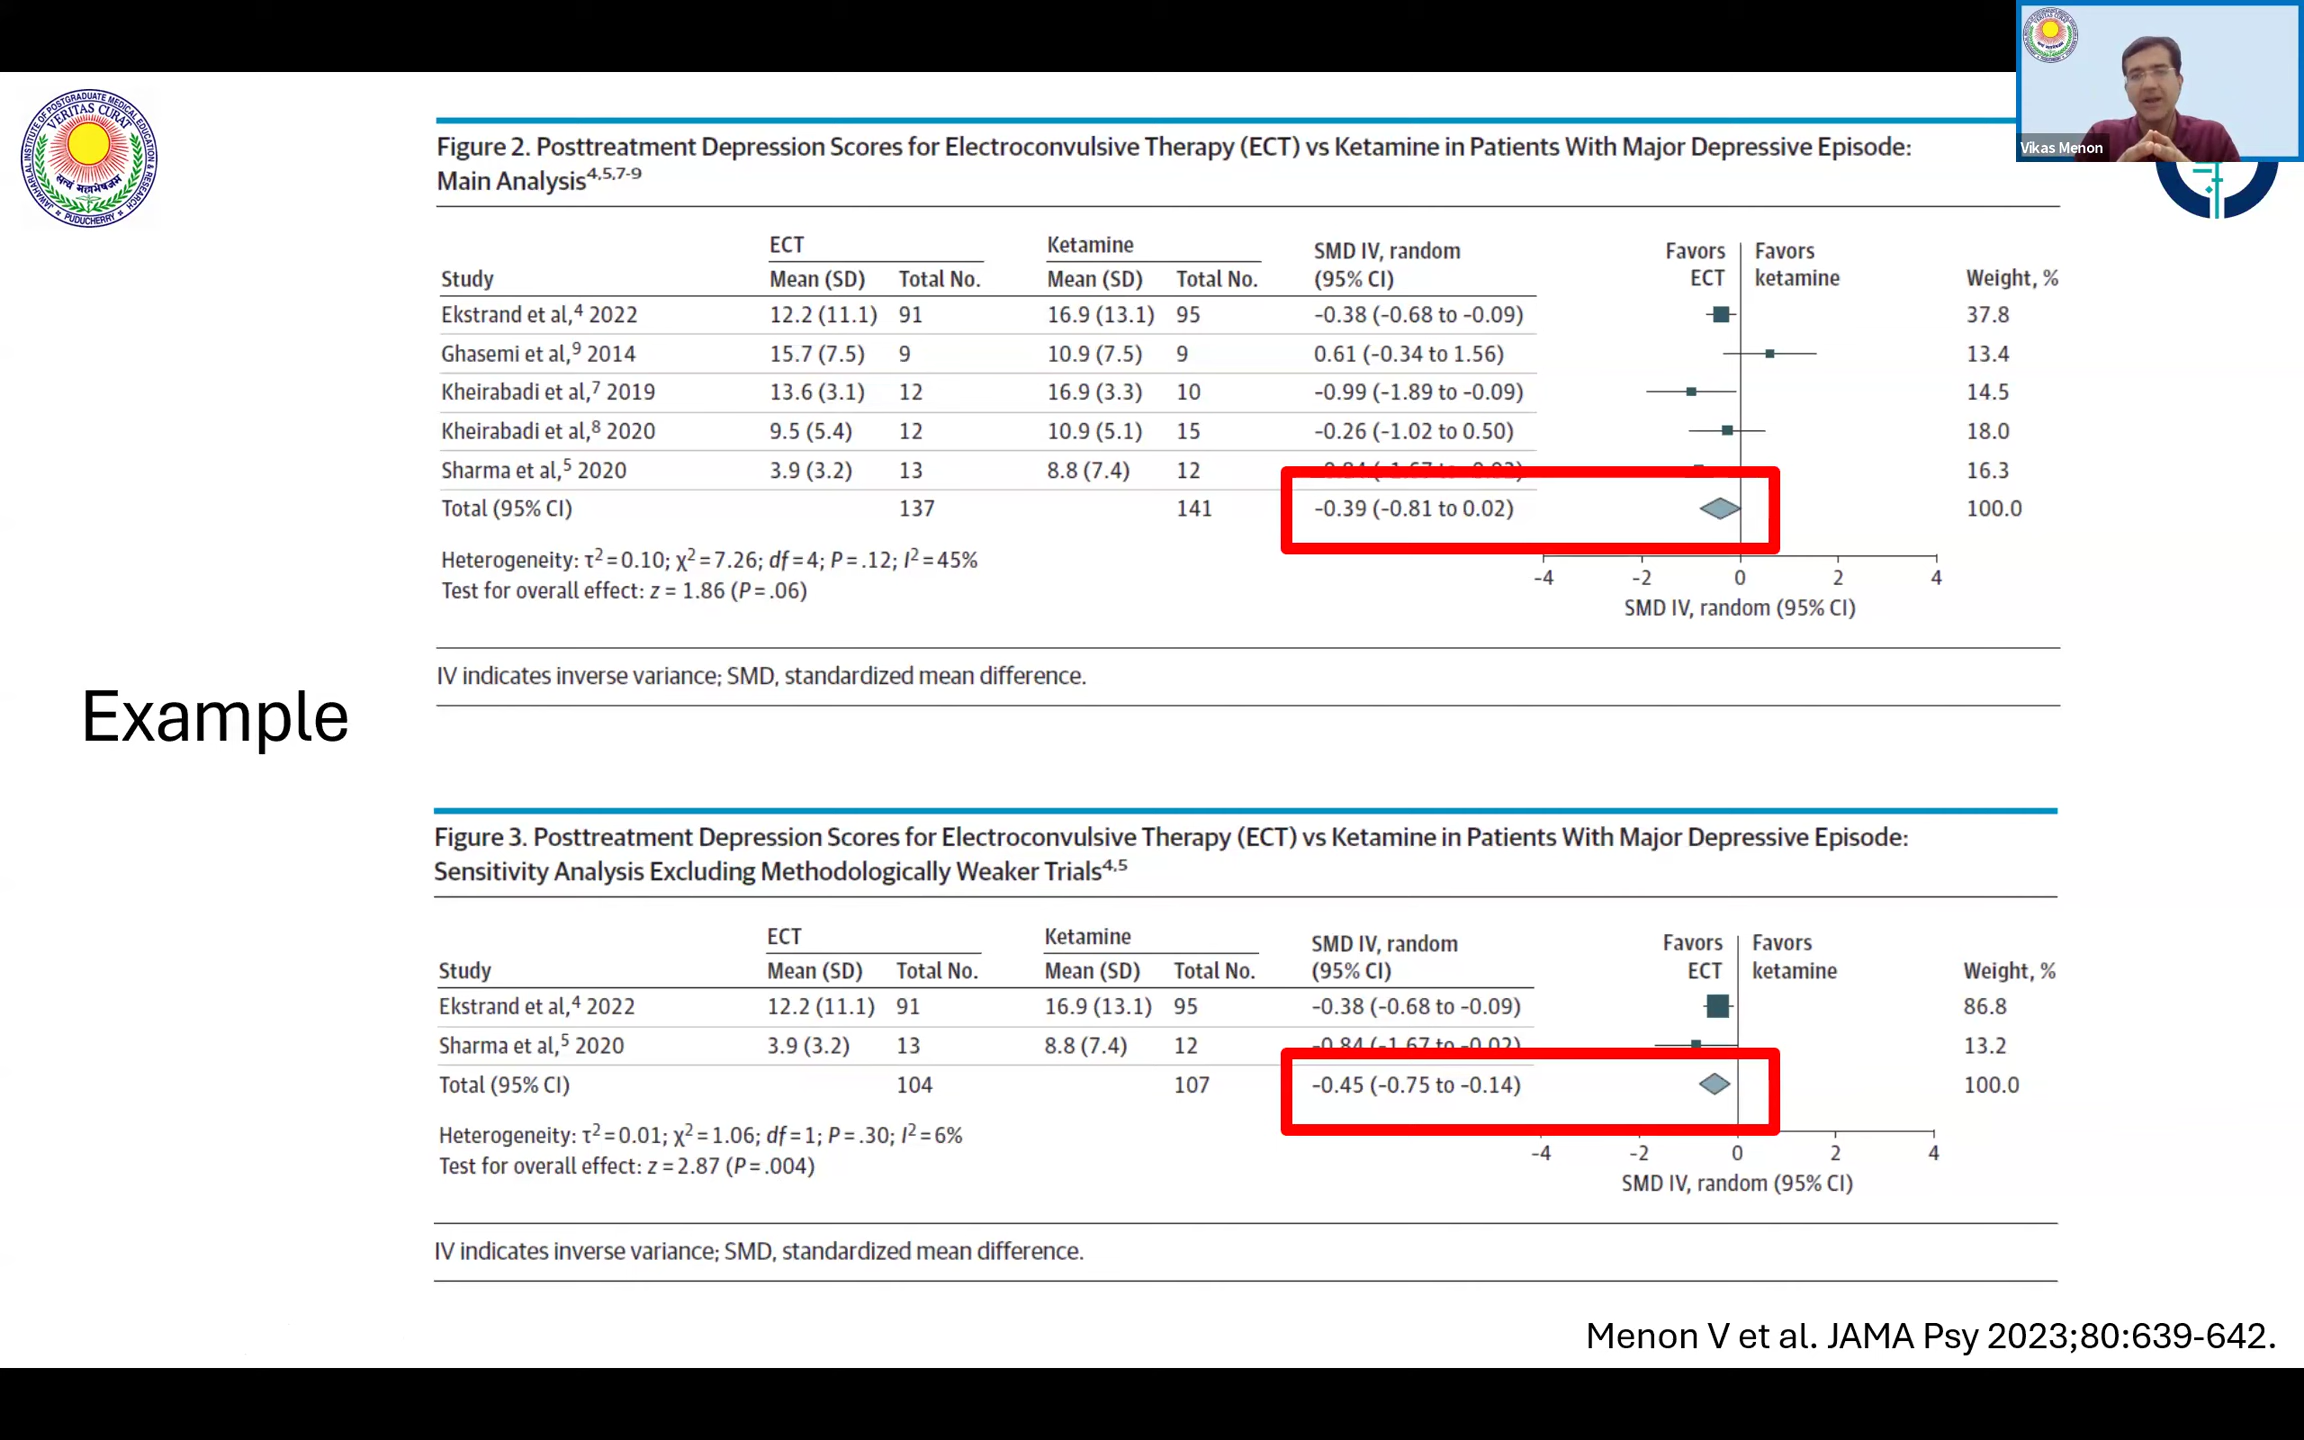 JAWAHARLAL INSTITUTE OF POSTGRADUATE MEDICAL EDUCATION & RESEARCH
VERITAS CURAT
PUDUCHERRY
Vikas Menon
Figure 2. Posttreatment Depression Scores for Electroconvulsive Therapy (ECT) vs Ketamine in Patients With Major Depressive Episode:
Main Analysis4,5,7-9
ECT Ketamine SMD IV, random Favors Favors
Study Mean (SD) Total No. Mean (SD) Total No. (95% CI) ECT ketamine Weight, %
Ekstrand et al,4 2022 12.2 (11.1) 91 16.9 (13.1) 95 -0.38 (-0.68 to -0.09) 37.8
Ghasemi et al,9 2014 15.7 (7.5) 9 10.9 (7.5) 9 0.61 (-0.34 to 1.56) 13.4
Kheirabadi et al,7 2019 13.6 (3.1) 12 16.9 (3.3) 10 -0.99 (-1.89 to -0.09) 14.5
Kheirabadi et al,8 2020 9.5 (5.4) 12 10.9 (5.1) 15 -0.26 (-1.02 to 0.50) 18.0
Sharma et al,5 2020 3.9 (3.2) 13 8.8 (7.4) 12 16.3
Total (95% CI) 137 141 -0.39 (-0.81 to 0.02) 100.0
Heterogeneity: τ2=0.10; χ2=7.26; df=4; P=.12; I2=45%
Test for overall effect: z = 1.86 (P=.06)
-4 -2 0 2 4
SMD IV, random (95% CI)
IV indicates inverse variance; SMD, standardized mean difference.
Example
Figure 3. Posttreatment Depression Scores for Electroconvulsive Therapy (ECT) vs Ketamine in Patients With Major Depressive Episode:
Sensitivity Analysis Excluding Methodologically Weaker Trials4,5
ECT Ketamine SMD IV, random Favors Favors
Study Mean (SD) Total No. Mean (SD) Total No. (95% CI) ECT ketamine Weight, %
Ekstrand et al,4 2022 12.2 (11.1) 91 16.9 (13.1) 95 -0.38 (-0.68 to -0.09) 86.8
Sharma et al,5 2020 3.9 (3.2) 13 8.8 (7.4) 12 -0.84 (-1.67 to -0.02) 13.2
Total (95% CI) 104 107 -0.45 (-0.75 to -0.14) 100.0
Heterogeneity: τ2=0.01; χ2=1.06; df=1; P=.30; I2=6%
Test for overall effect: z=2.87 (P=.004)
-4 -2 0 2 4
SMD IV, random (95% CI)
IV indicates inverse variance; SMD, standardized mean difference.
Menon V et al. JAMA Psy 2023;80:639-642.